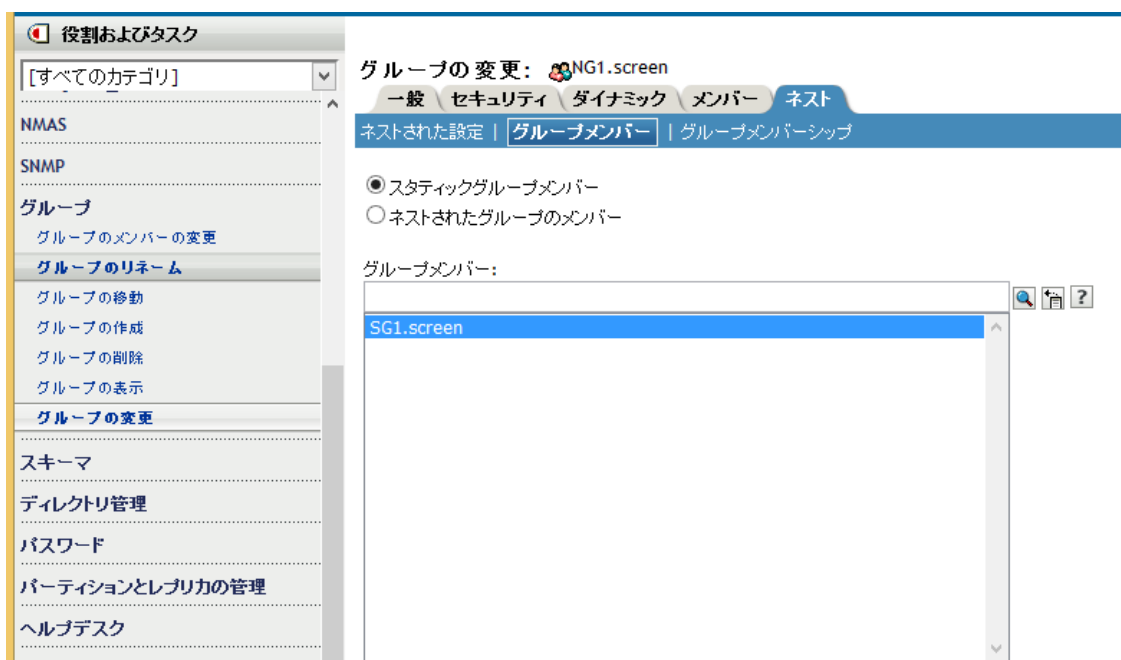 役割およびタスク
[すべてのカテゴリ]
NMAS
SNMP
グループ
グループのメンバーの変更
グループのリネーム
グループの移動
グループの作成
グループの削除
グループの表示
グループの変更
スキーマ
ディレクトリ管理
パスワード
パーティションとレプリカの管理
ヘルプデスク
グループの変更: NG1.screen
一般 セキュリティ ダイナミック メンバー ネスト
ネストされた設定 | グループメンバー | グループメンバーシップ
スタティックグループメンバー
ネストされたグループのメンバー
グループメンバー:
?
SG1.screen